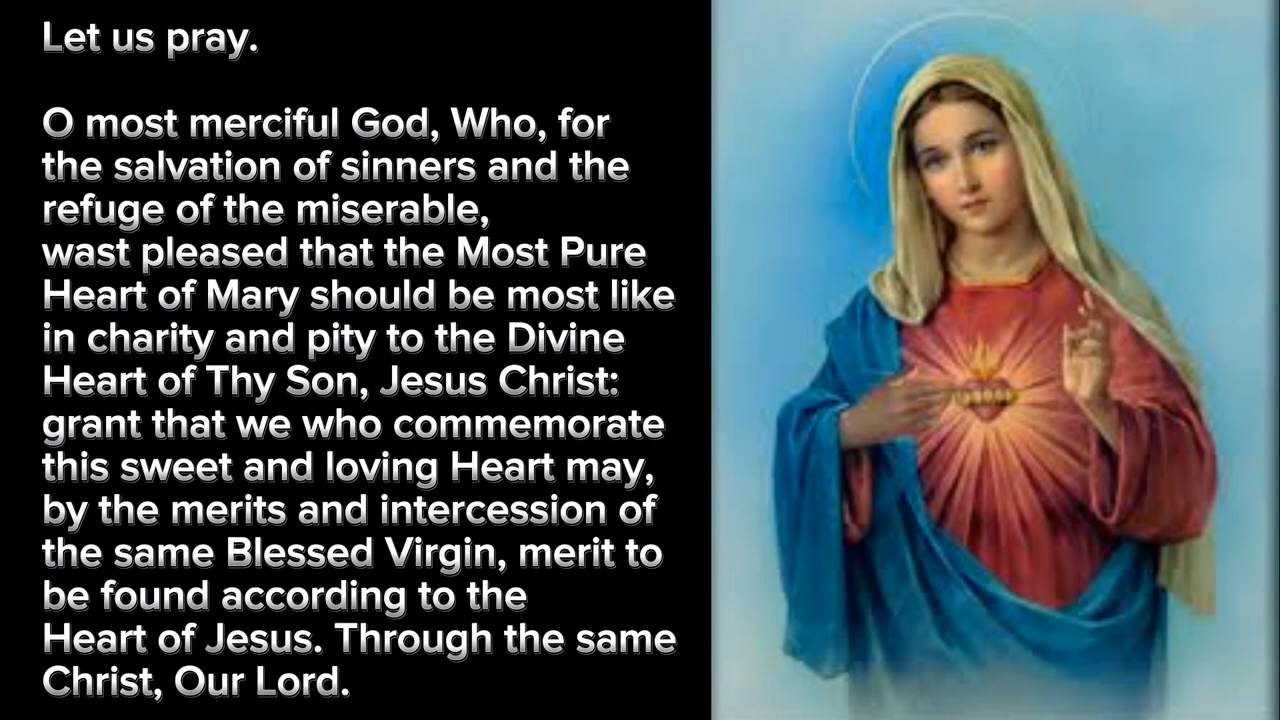 Let us pray.
O most merciful God, Who, for
the salvation of sinners and the
refuge of the miserable,
wast pleased that the Most Pure
Heart of Mary should be most like
in charity and pity to the Divine
Heart of Thy Son, Jesus Christ:
grant that we who commemorate
this sweet and loving Heart may,
by the merits and intercession of
the same Blessed Virgin, merit to
be found according to the
Heart of Jesus. Through the same
Christ, Our Lord.